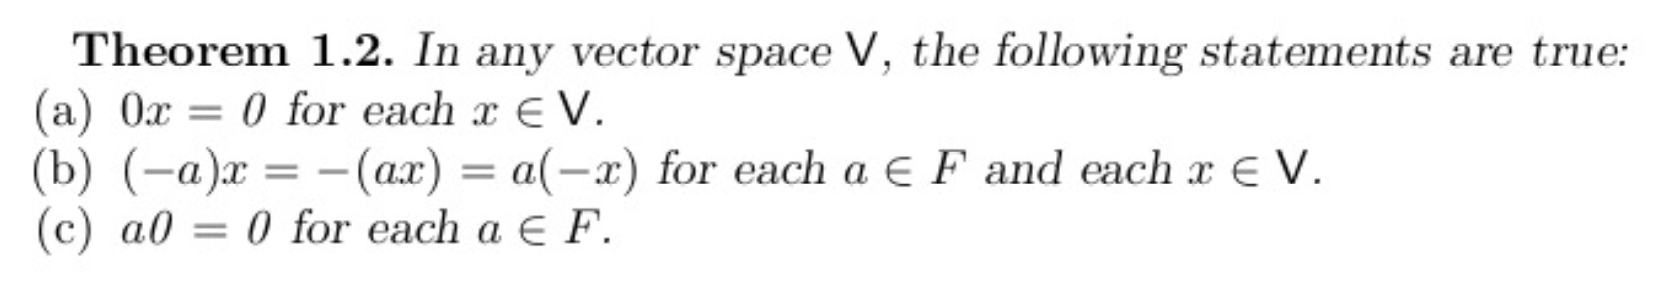 Theorem 1.2. In any vector space V, the following statements are true:
(a) 0x = 0 for each x ∈ V.
(b) (−a)x = −(ax) = a(−x) for each a ∈ F and each x ∈ V.
(c) a0 = 0 for each a ∈ F.